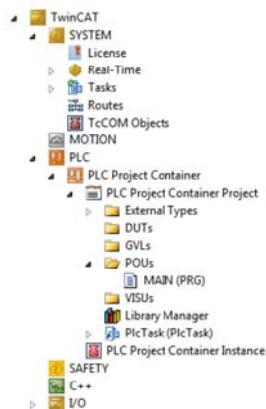 TwinCAT
SYSTEM
License
Real-Time
Tasks
Routes
TcCOM Objects
MOTION
PLC
PLC Project Container
PLC Project Container Project
External Types
DUTs
GVLs
POUs
MAIN (PRG)
VISUs
Library Manager
PlcTask (PlcTask)
PLC Project Container Instance
SAFETY
C++
I/O